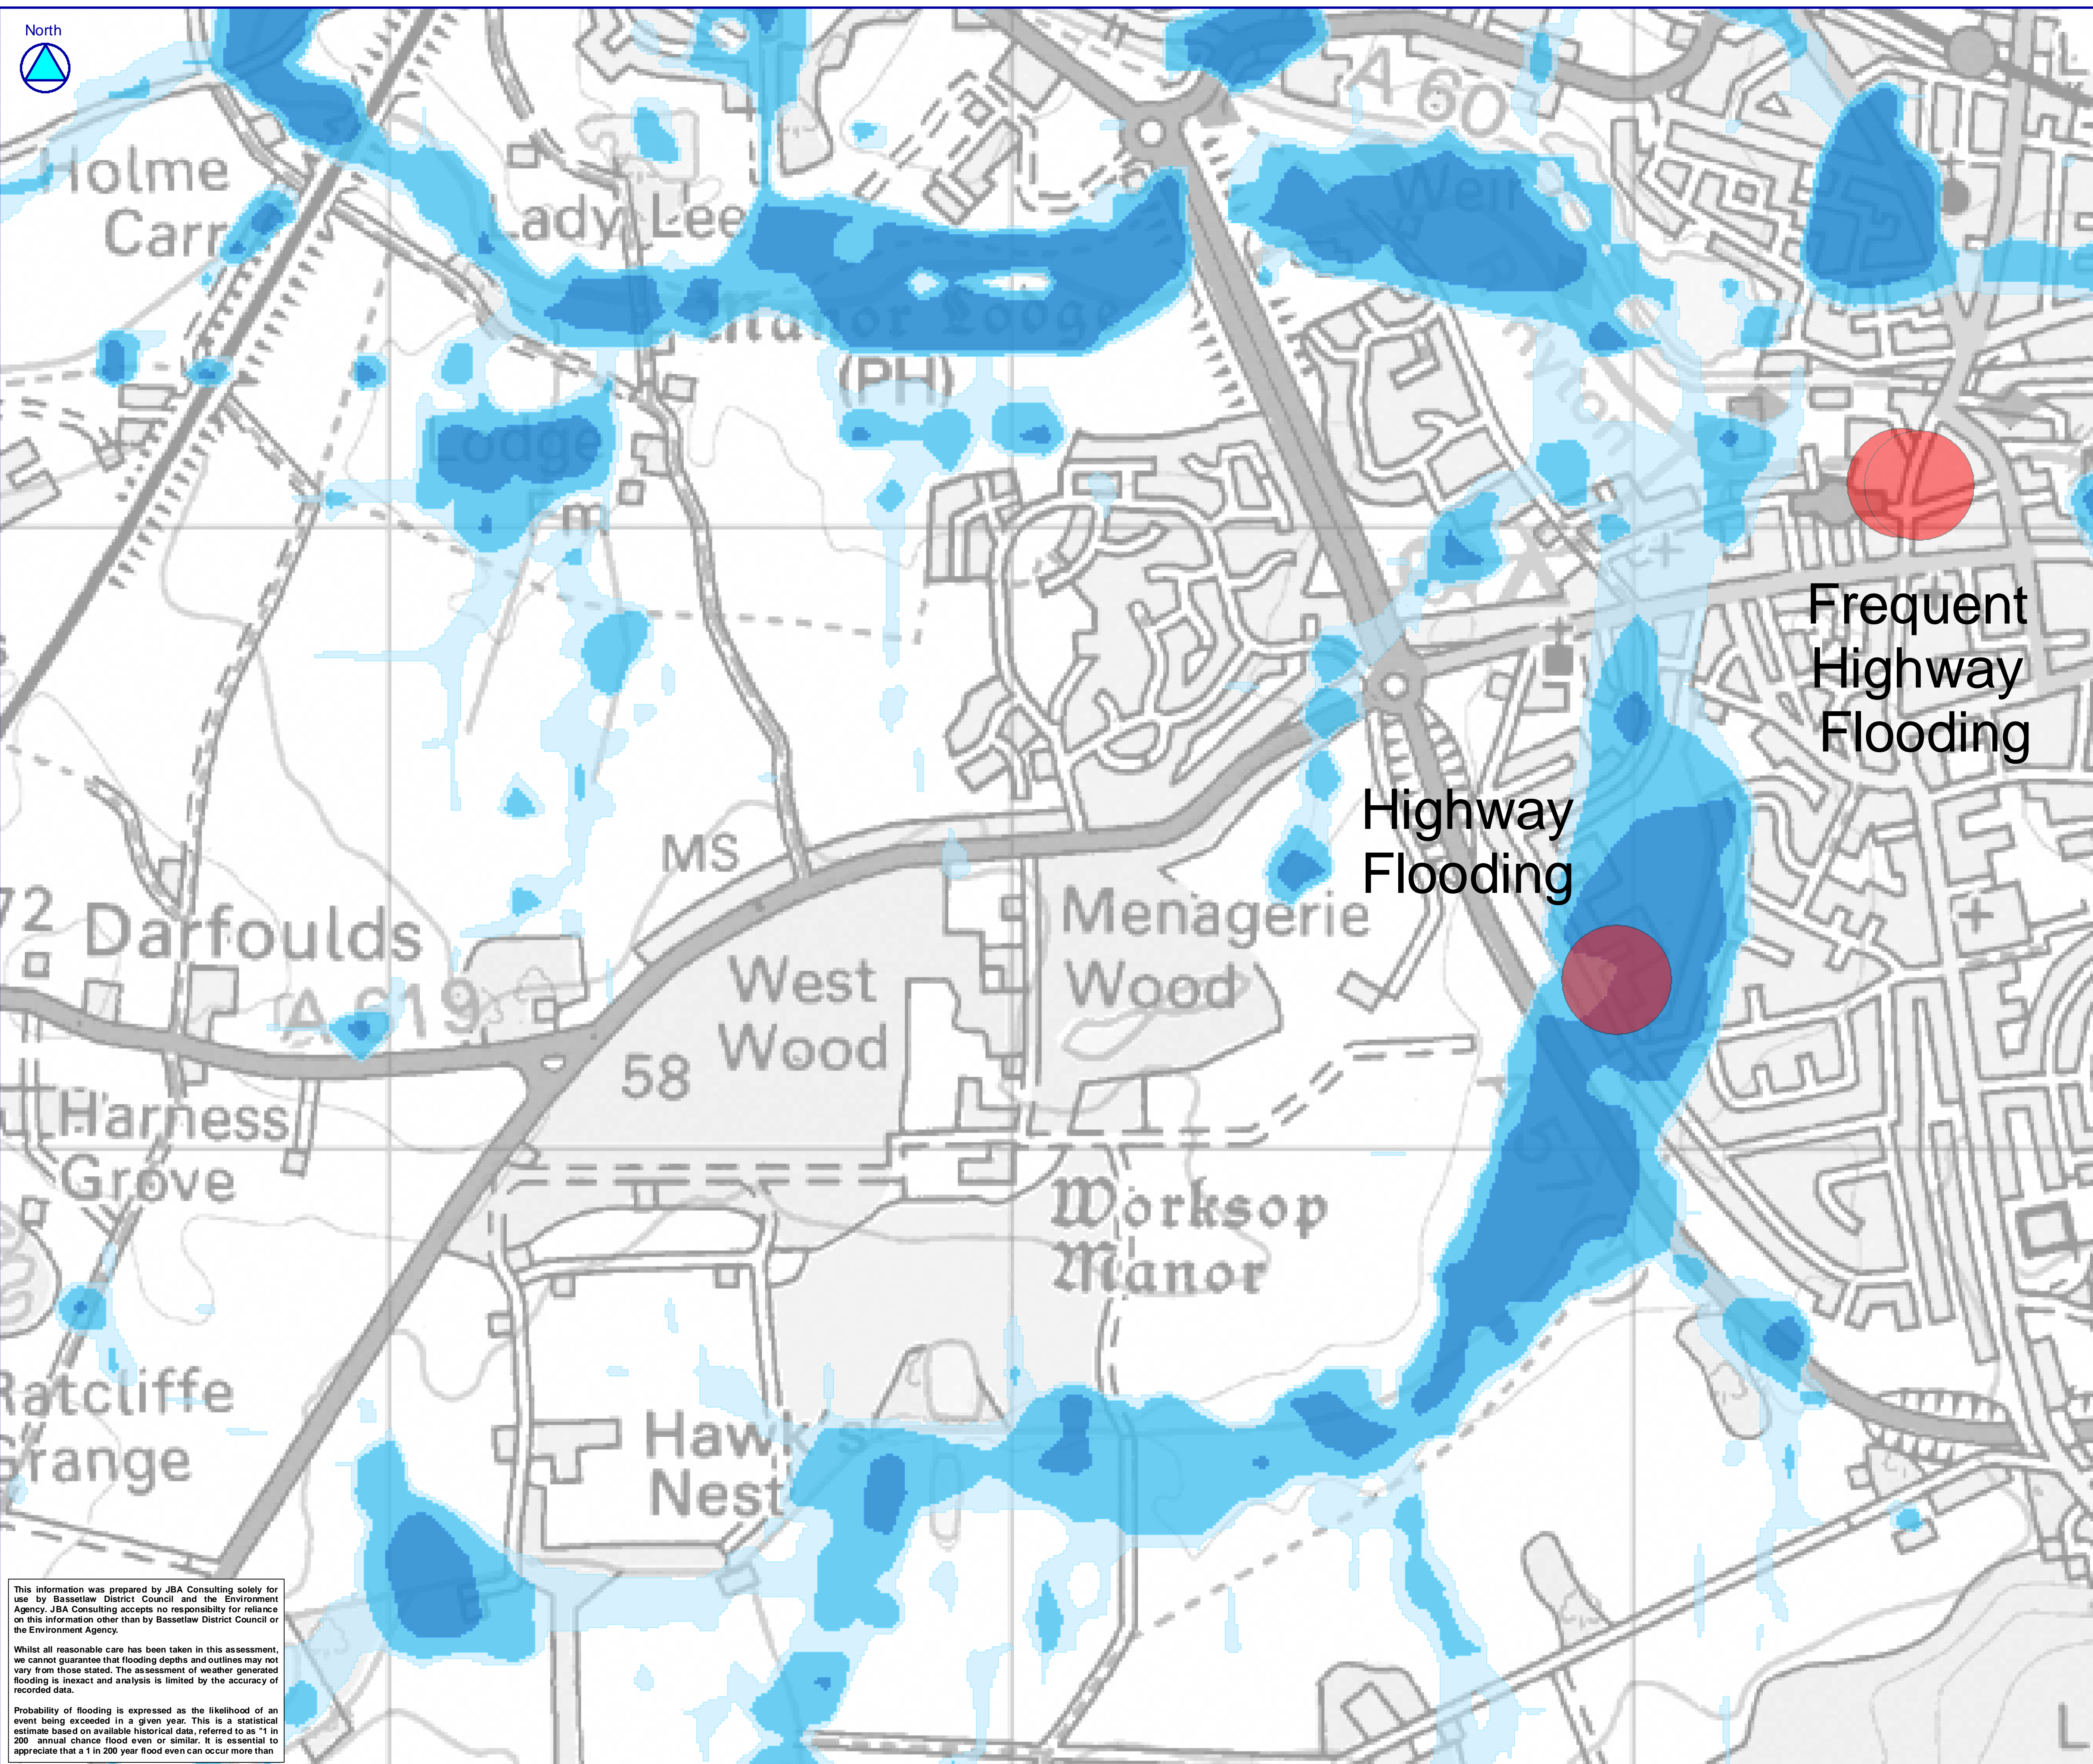 North
A 60
Holme
Carr
Lady Lee
Weir
Manor Lodge
(PH)
Lodge
Fm
Frequent
Highway
Flooding
Highway
Flooding
MS
72
Darfoulds
A 619
West
Wood
Menagerie
Wood
58
Harness
Grove
A 57
Worksop
Manor
Ratcliffe
Grange
Hawk's
Nest
This information was prepared by JBA Consulting solely for
use by Bassetlaw District Council and the Environment
Agency. JBA Consulting accepts no responsibilty for reliance
on this information other than by Bassetlaw District Council or
the Environment Agency.
Whilst all reasonable care has been taken in this assessment,
we cannot guarantee that flooding depths and outlines may not
vary from those stated. The assessment of weather generated
flooding is inexact and analysis is limited by the accuracy of
recorded data.
Probability of flooding is expressed as the likelihood of an
event being exceeded in a given year. This is a statistical
estimate based on available historical data, referred to as "1 in
200 annual chance flood even or similar. It is essential to
appreciate that a 1 in 200 year flood even can occur more than